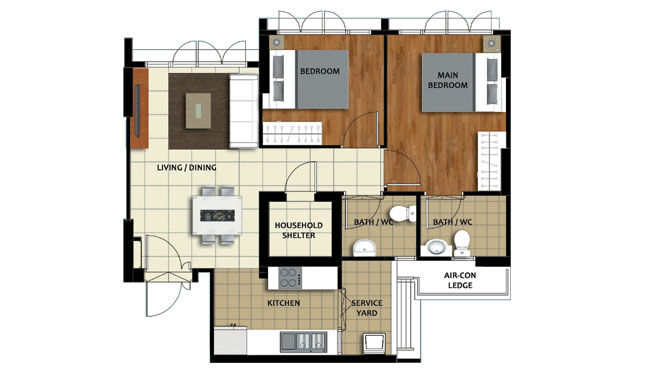 BEDROOM
MAIN
BEDROOM
LIVING / DINING
HOUSEHOLD
SHELTER
BATH / WC
BATH / WC
AIR-CON
LEDGE
KITCHEN
SERVICE
YARD